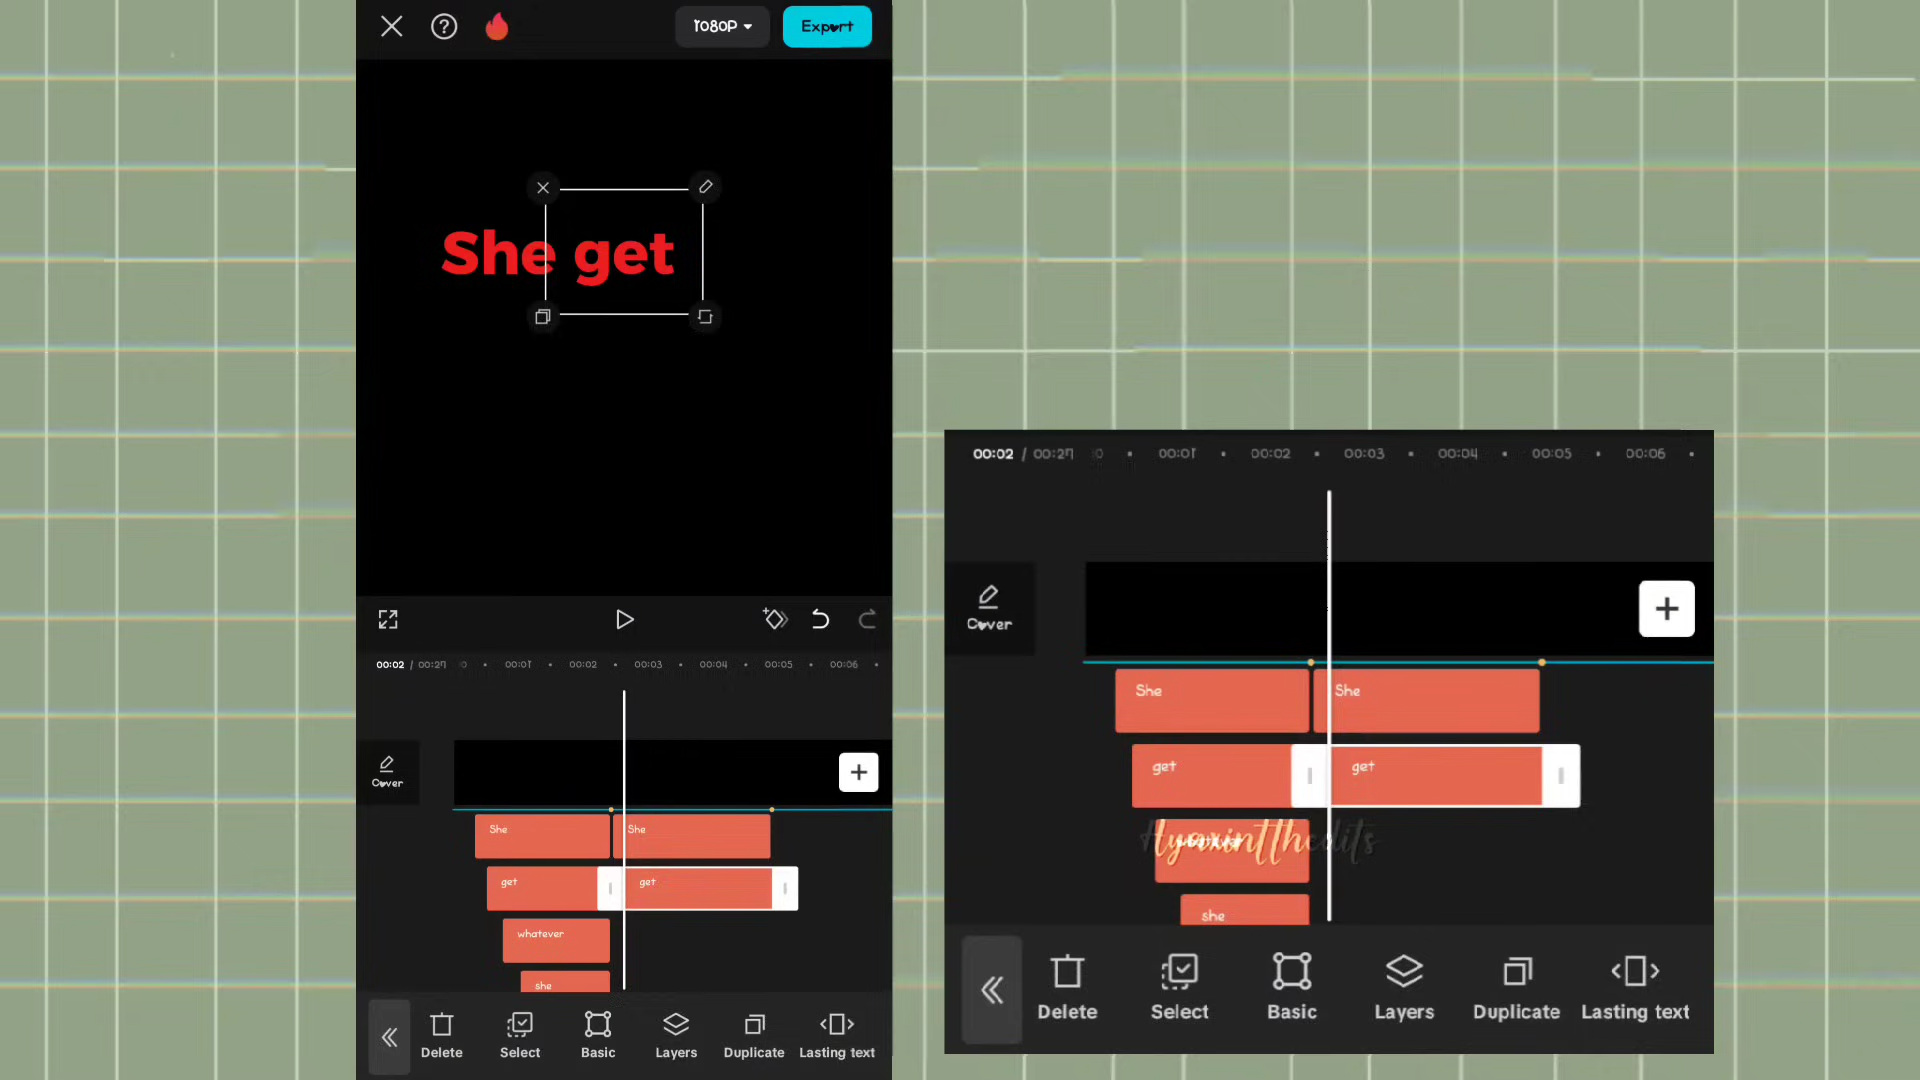 1080P
Export
She get
00:02 / 00:27
00:01
00:02
00:03
00:04
00:05
00:06
Cover
She
She
get
get
whatever
she
Delete
Select
Basic
Layers
Duplicate
Lasting text
00:02 / 00:27
00:01
00:02
00:03
00:04
00:05
00:06
Cover
She
She
get
get
she
Delete
Select
Basic
Layers
Duplicate
Lasting text